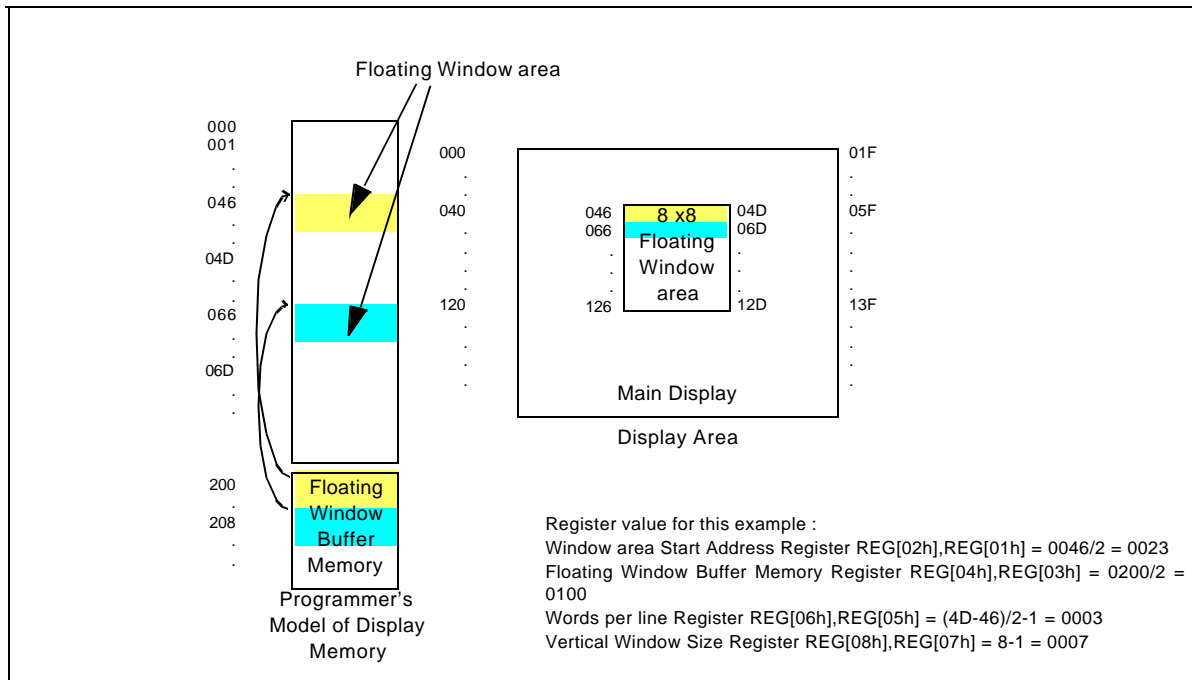 Floating Window area
000
001
.
.
046
.
.
04D
.
.
066
.
.
06D
.
.
200
.
208
.
.
Floating
Window
Buffer
Memory
Programmer's
Model of Display
Memory
000
.
.
040
.
.
.
.
120
.
.
.
.
046
066
.
.
.
126
8 x8
Floating
Window
area
04D
06D
.
.
.
12D
01F
.
.
05F
.
.
.
.
13F
.
.
.
.
Main Display
Display Area
Register value for this example :
Window area Start Address Register REG[02h],REG[01h] = 0046/2 = 0023
Floating Window Buffer Memory Register REG[04h],REG[03h] = 0200/2 =
0100
Words per line Register REG[06h],REG[05h] = (4D-46)/2-1 = 0003
Vertical Window Size Register REG[08h],REG[07h] = 8-1 = 0007